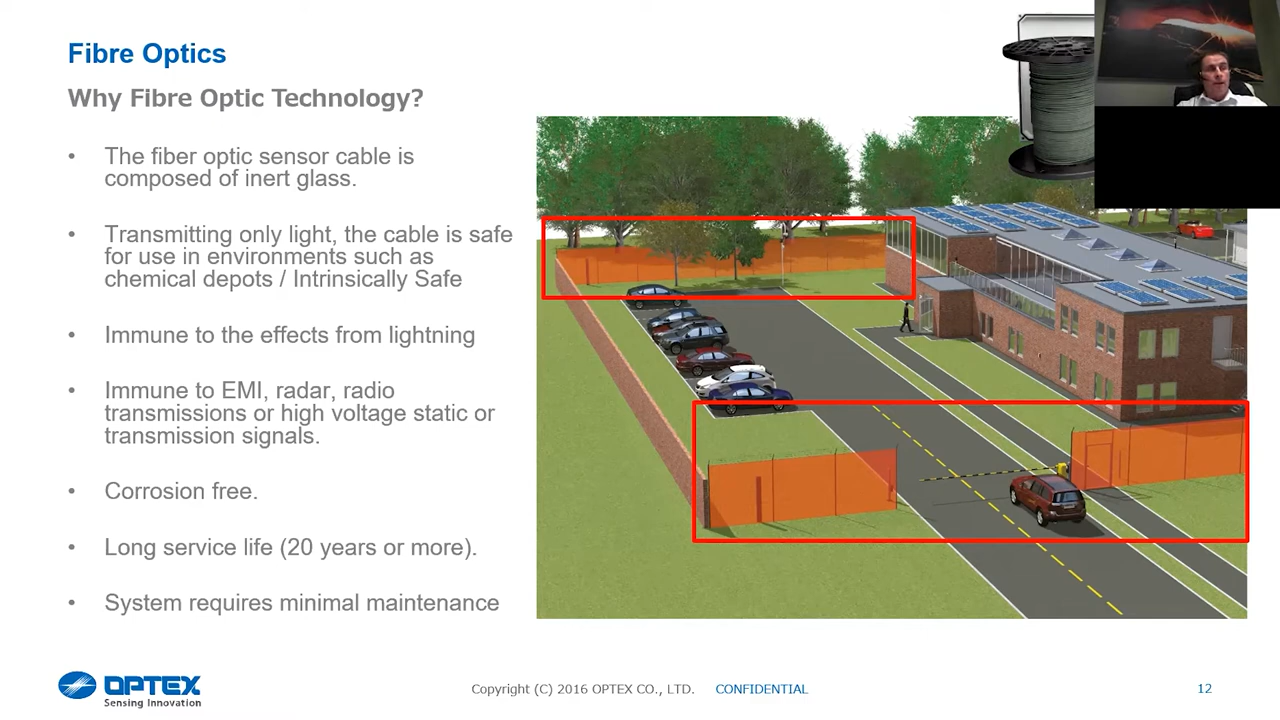 Fibre Optics
Why Fibre Optic Technology?
• The fiber optic sensor cable is
composed of inert glass.
• Transmitting only light, the cable is safe
for use in environments such as
chemical depots / Intrinsically Safe
• Immune to the effects from lightning
• Immune to EMI, radar, radio
transmissions or high voltage static or
transmission signals.
• Corrosion free.
• Long service life (20 years or more).
• System requires minimal maintenance
OPTEX
Sensing Innovation
Copyright (C) 2016 OPTEX CO., LTD. CONFIDENTIAL
12